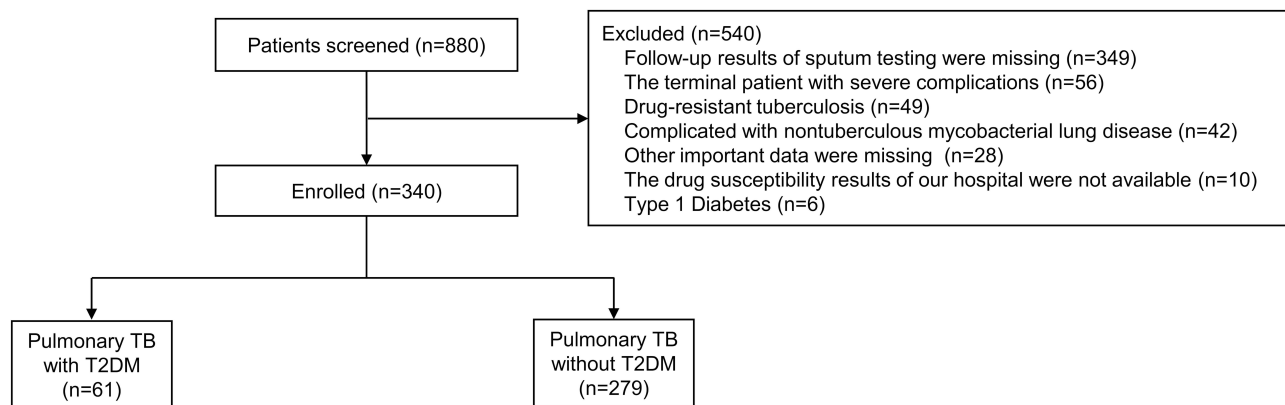 Patients screened (n=880)
Excluded (n=540)
Follow-up results of sputum testing were missing (n=349)
The terminal patient with severe complications (n=56)
Drug-resistant tuberculosis (n=49)
Complicated with nontuberculous mycobacterial lung disease (n=42)
Other important data were missing (n=28)
The drug susceptibility results of our hospital were not available (n=10)
Type 1 Diabetes (n=6)
Enrolled (n=340)
Pulmonary TB
with T2DM
(n=61)
Pulmonary TB
without T2DM
(n=279)